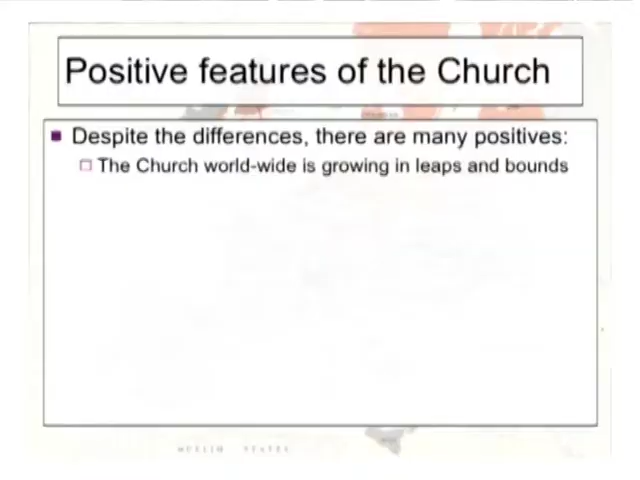 Positive features of the Church
Despite the differences, there are many positives:
The Church world-wide is growing in leaps and bounds